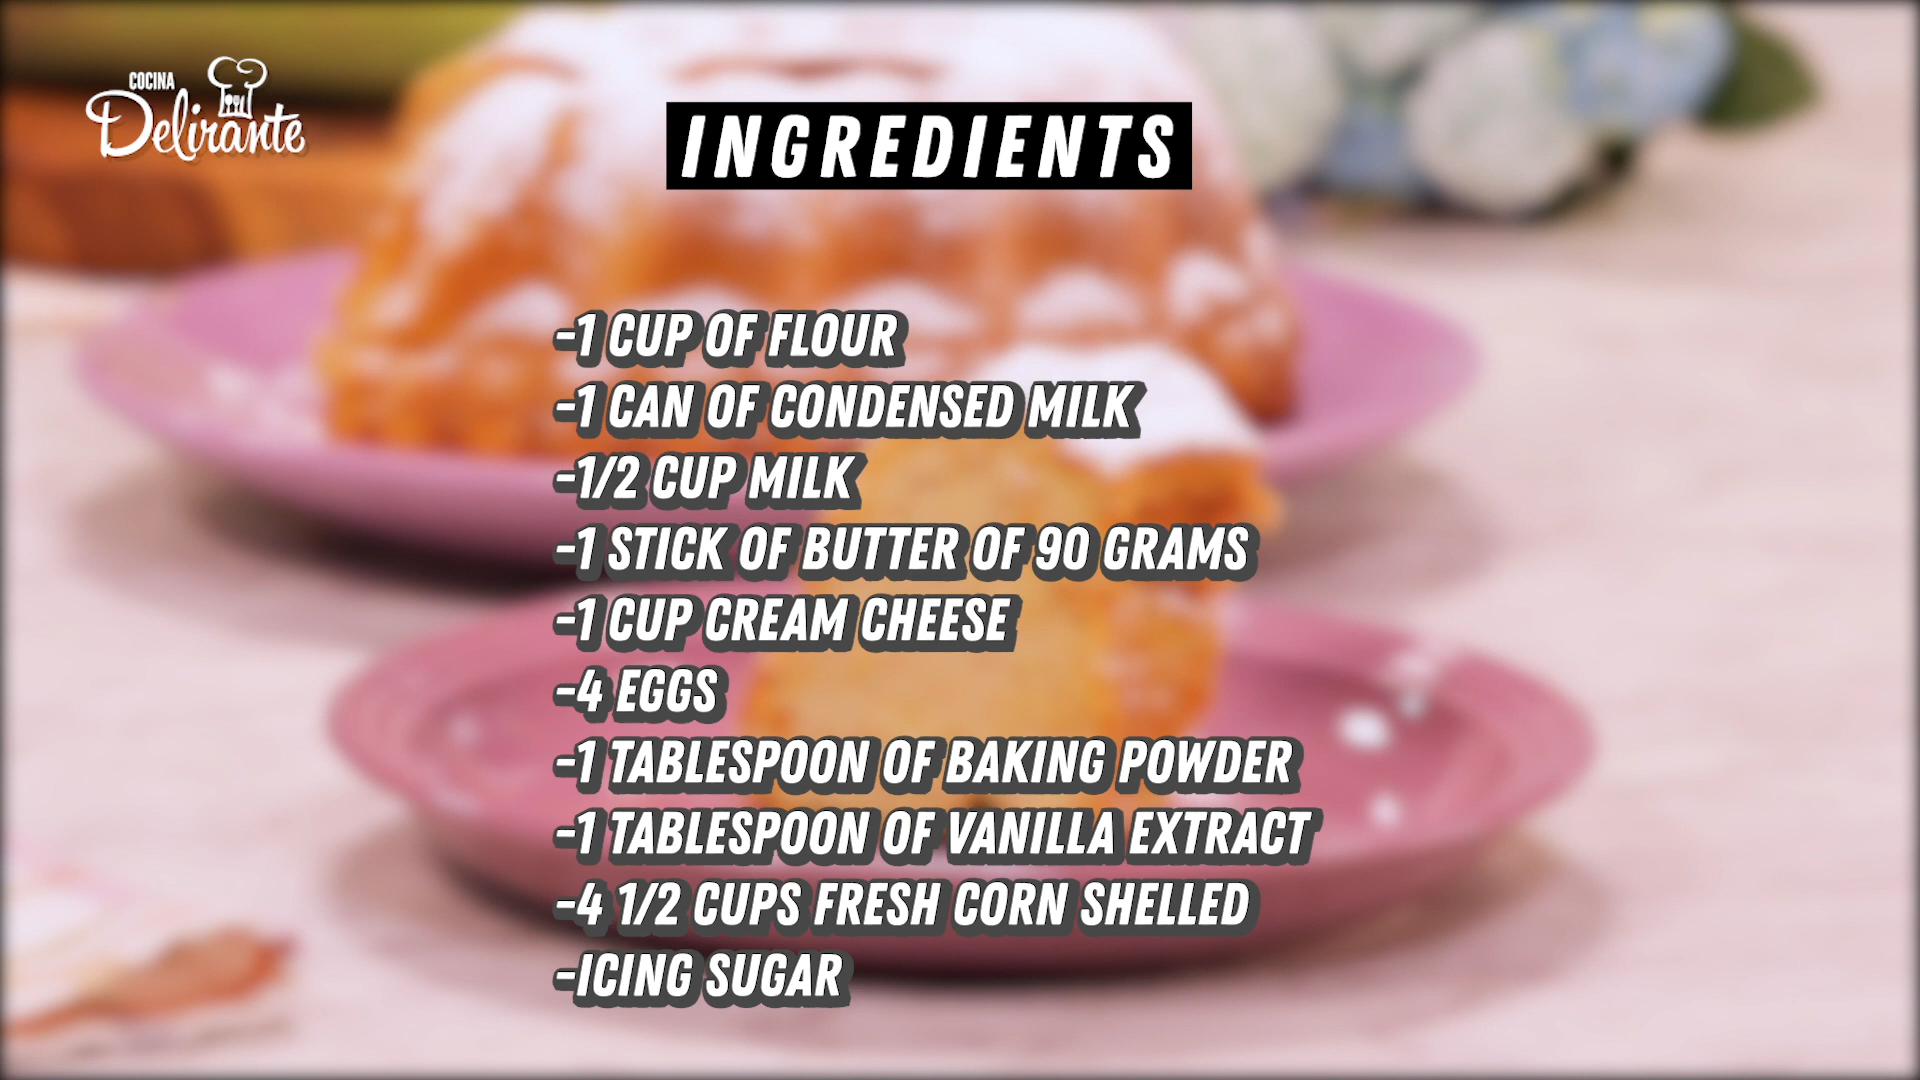 COCINA
Delirante
INGREDIENTS
-1 CUP OF FLOUR
-1 CAN OF CONDENSED MILK
-1/2 CUP MILK
-1 STICK OF BUTTER OF 90 GRAMS
-1 CUP CREAM CHEESE
-4 EGGS
-1 TABLESPOON OF BAKING POWDER
-1 TABLESPOON OF VANILLA EXTRACT
-4 1/2 CUPS FRESH CORN SHELLED
-ICING SUGAR